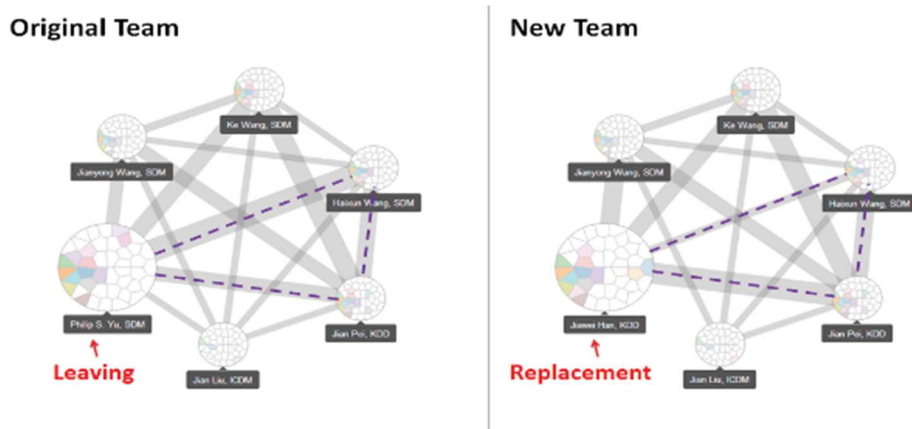 Original Team
Ke Wang, SDM
Jianyong Wang, SDM
Haixun Wang, SDM
Philip S. Yu, SDM
Jian Pei, KDD
Leaving
Jian Liu, ICDM
New Team
Ke Wang, SDM
Jianyong Wang, SDM
Haixun Wang, SDM
Jiawei Han, KDD
Jian Pei, KDD
Replacement
Jian Liu, ICDM